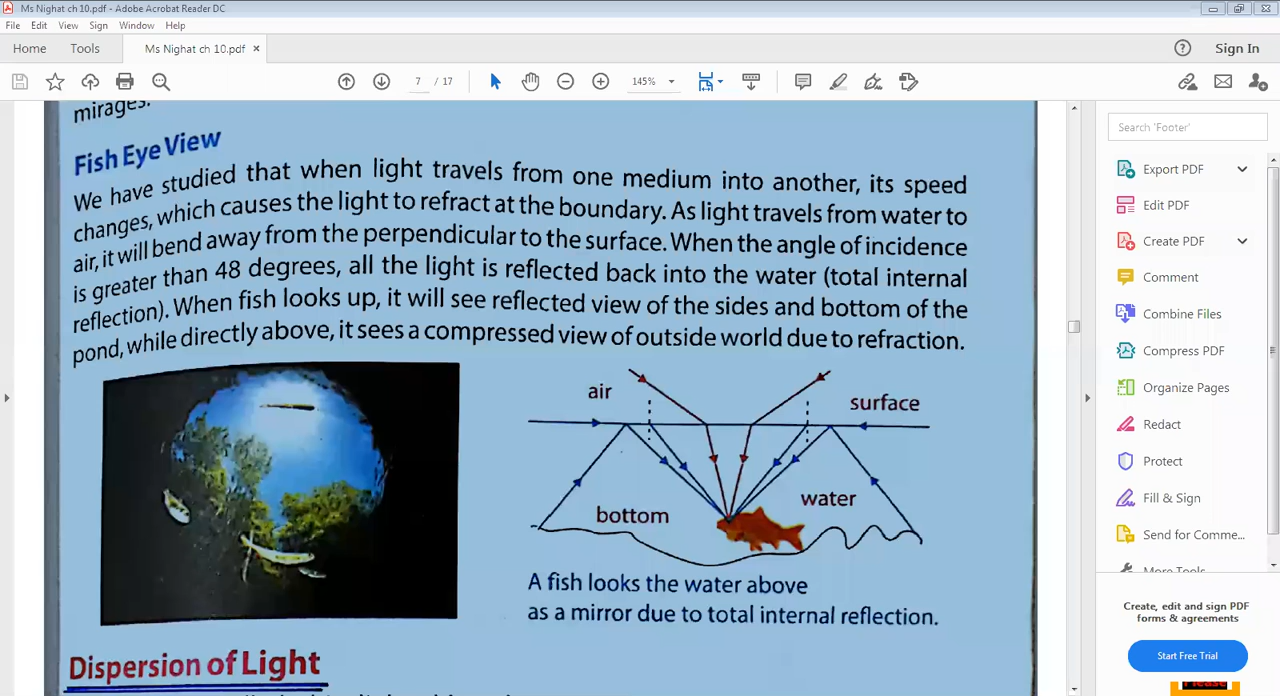 Ms Nighat ch 10.pdf - Adobe Acrobat Reader DC
File Edit View Sign Window Help
Home Tools Ms Nighat ch 10.pdf × Sign In
7 / 17 145%
mirages.
Fish Eye View
We have studied that when light travels from one medium into another, its speed
changes, which causes the light to refract at the boundary. As light travels from water to
air, it will bend away from the perpendicular to the surface. When the angle of incidence
is greater than 48 degrees, all the light is reflected back into the water (total internal
reflection). When fish looks up, it will see reflected view of the sides and bottom of the
pond, while directly above, it sees a compressed view of outside world due to refraction.
air
surface
water
bottom
A fish looks the water above
as a mirror due to total internal reflection.
Dispersion of Light
Search 'Footer'
Export PDF
Edit PDF
Create PDF
Comment
Combine Files
Compress PDF
Organize Pages
Redact
Protect
Fill & Sign
Send for Comme...
More Tools
Create, edit and sign PDF
forms & agreements
Start Free Trial
Please